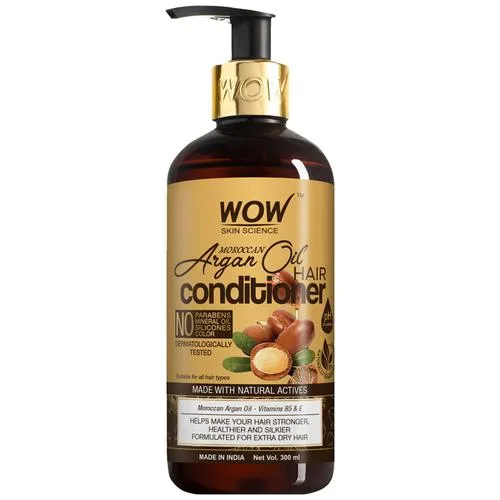 WOW
WOW ™
SKIN SCIENCE
MOROCCAN
Argan Oil
HAIR
conditioner
NO PARABENS
MINERAL OIL
SILICONES
COLOR
DERMATOLOGICALLY
TESTED
pH
Suitable for all hair types
MADE WITH NATURAL ACTIVES
Moroccan Argan Oil - Vitamins B5 & E
HELPS MAKE YOUR HAIR STRONGER,
HEALTHIER AND SILKIER
FORMULATED FOR EXTRA DRY HAIR
MADE IN INDIA Net Vol. 300 ml